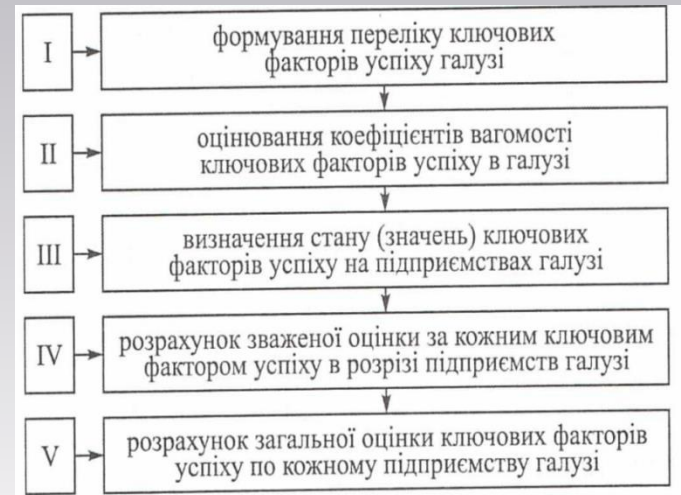 I
формування переліку ключових
факторів успіху галузі
II
оцінювання коефіцієнтів вагомості
ключових факторів успіху в галузі
III
визначення стану (значень) ключових
факторів успіху на підприємствах галузі
IV
розрахунок зваженої оцінки за кожним ключовим
фактором успіху в розрізі підприємств галузі
V
розрахунок загальної оцінки ключових факторів
успіху по кожному підприємству галузі